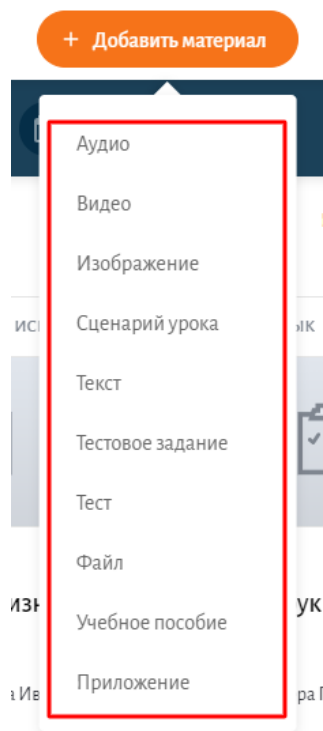 + Добавить материал
Аудио
Видео
Изображение
Сценарий урока
Текст
Тестовое задание
Тест
Файл
Учебное пособие
Приложение